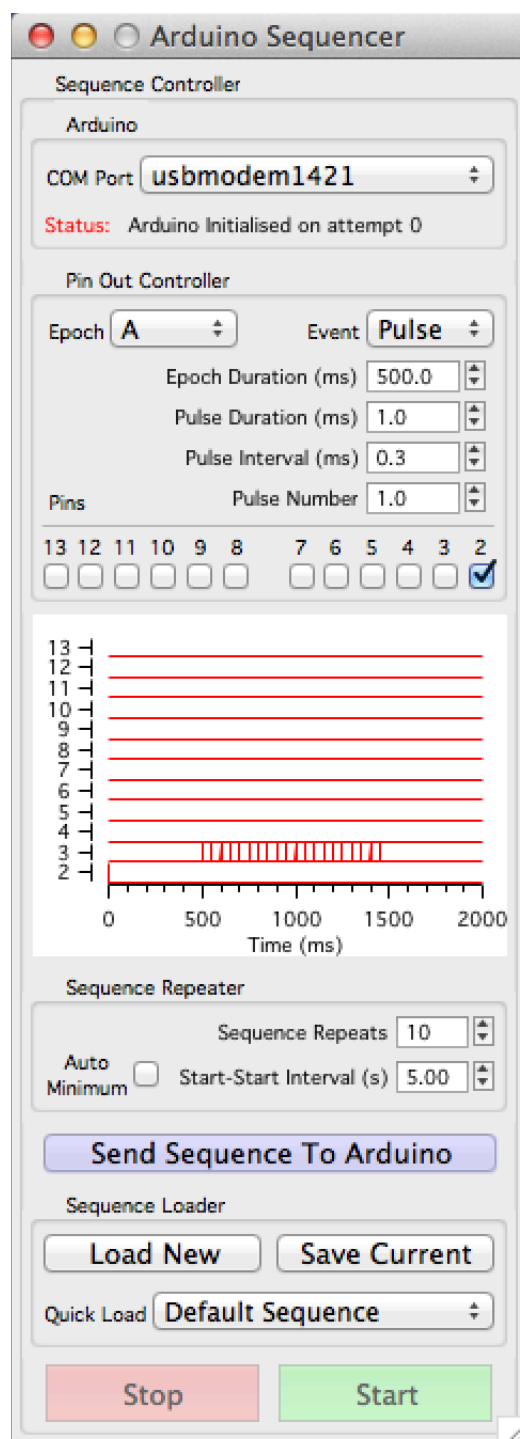 Arduino Sequencer
Sequence Controller
Arduino
COM Port usbmodem1421
Status: Arduino Initialised on attempt 0
Pin Out Controller
Epoch A Event Pulse
Epoch Duration (ms) 500.0
Pulse Duration (ms) 1.0
Pulse Interval (ms) 0.3
Pins Pulse Number 1.0
13 12 11 10 9 8 7 6 5 4 3 2
13
12
11
10
9
8
7
6
5
4
3
2
0 500 1000 1500 2000
Time (ms)
Sequence Repeater
Sequence Repeats 10
Auto
Minimum Start-Start Interval (s) 5.00
Send Sequence To Arduino
Sequence Loader
Load New Save Current
Quick Load Default Sequence
Stop Start